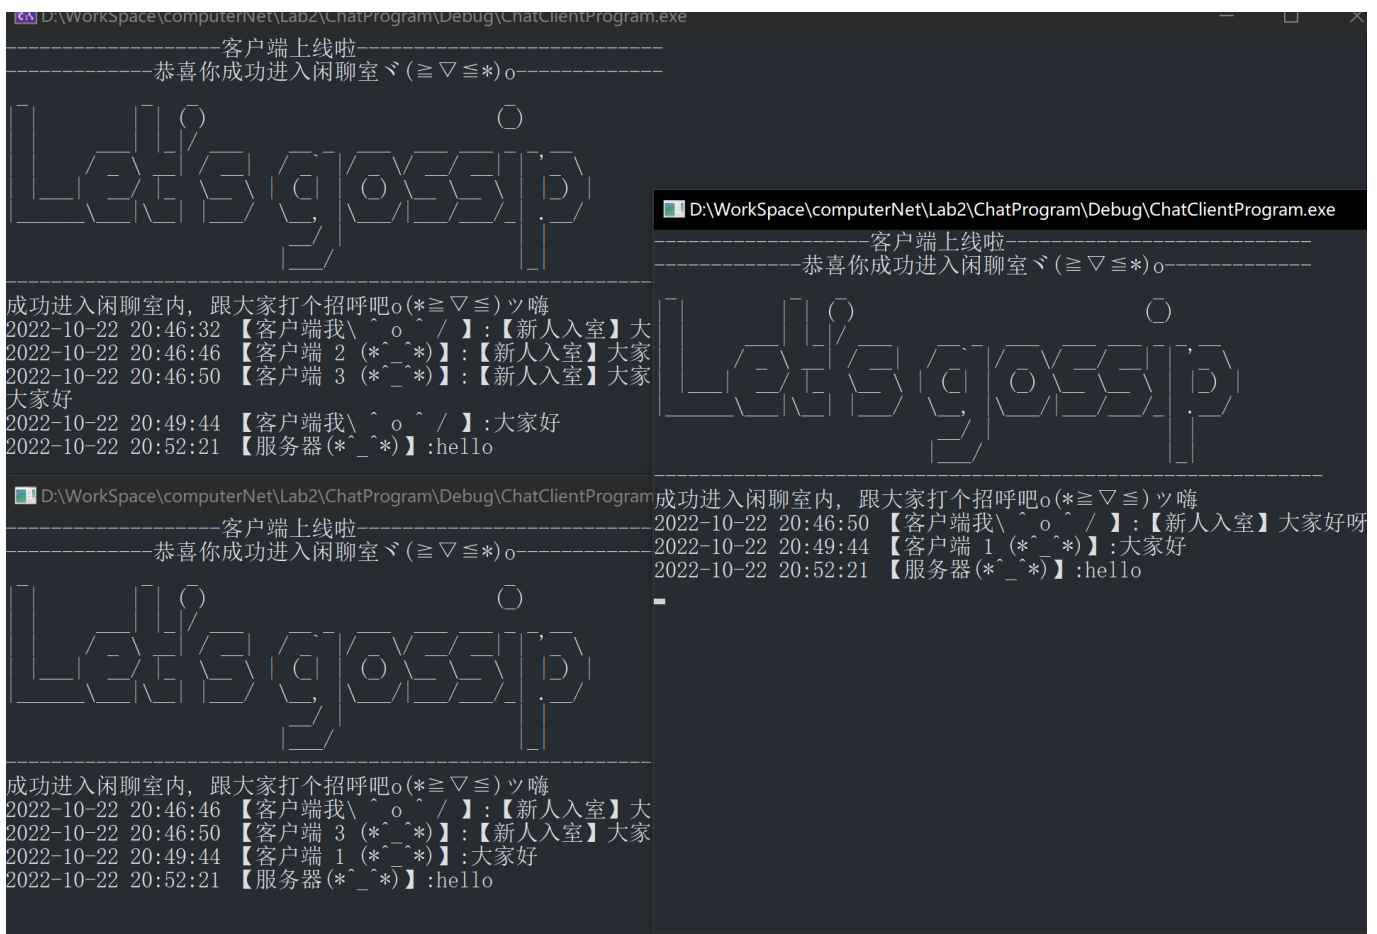 D:\WorkSpace\computerNet\Lab2\ChatProgram\Debug\ChatClientProgram.exe
-------------------客户端上线啦---------------------------
-------------恭喜你成功进入闲聊室ヾ(≧▽≦*)o-------------
Let's gossip
成功进入闲聊室内, 跟大家打个招呼吧o(*≧▽≦)ツ嗨
2022-10-22 20:46:32 【客户端我\ ˆ o ˆ / 】:【新人入室】大
2022-10-22 20:46:46 【客户端 2 (*ˆ_ˆ*)】:【新人入室】大家
2022-10-22 20:46:50 【客户端 3 (*ˆ_ˆ*)】:【新人入室】大家
大家好
2022-10-22 20:49:44 【客户端我\ ˆ o ˆ / 】:大家好
2022-10-22 20:52:21 【服务器(*ˆ_ˆ*)】:hello
D:\WorkSpace\computerNet\Lab2\ChatProgram\Debug\ChatClientProgram
-------------------客户端上线啦--------------------------
-------------恭喜你成功进入闲聊室ヾ(≧▽≦*)o------------
Let's gossip
成功进入闲聊室内, 跟大家打个招呼吧o(*≧▽≦)ツ嗨
2022-10-22 20:46:46 【客户端我\ ˆ o ˆ / 】:【新人入室】大
2022-10-22 20:46:50 【客户端 3 (*ˆ_ˆ*)】:【新人入室】大家
2022-10-22 20:49:44 【客户端 1 (*ˆ_ˆ*)】:大家好
2022-10-22 20:52:21 【服务器(*ˆ_ˆ*)】:hello
D:\WorkSpace\computerNet\Lab2\ChatProgram\Debug\ChatClientProgram.exe
-------------------客户端上线啦---------------------------
-------------恭喜你成功进入闲聊室ヾ(≧▽≦*)o-------------
Let's gossip
成功进入闲聊室内, 跟大家打个招呼吧o(*≧▽≦)ツ嗨
2022-10-22 20:46:50 【客户端我\ ˆ o ˆ / 】:【新人入室】大家好呀
2022-10-22 20:49:44 【客户端 1 (*ˆ_ˆ*)】:大家好
2022-10-22 20:52:21 【服务器(*ˆ_ˆ*)】:hello